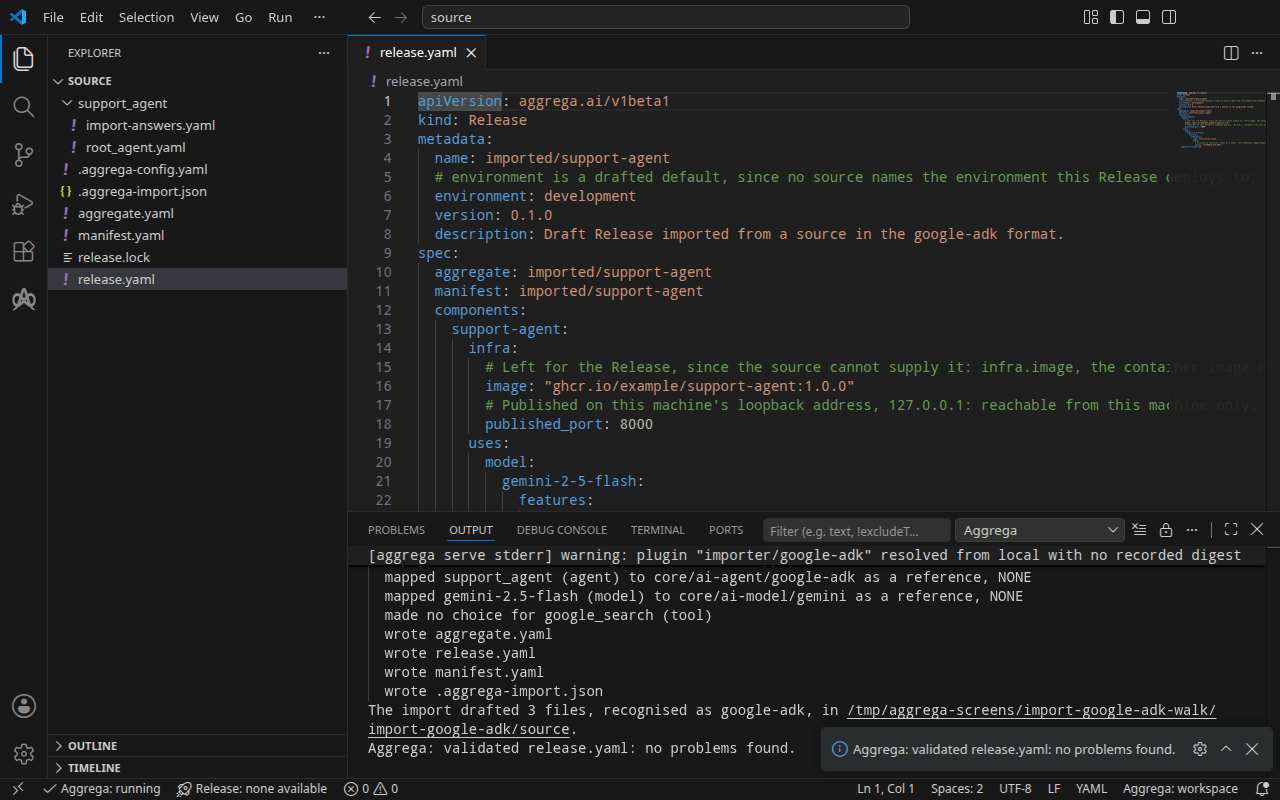 File Edit Selection View Go Run ··· source
EXPLORER ···
SOURCE
support_agent
! import-answers.yaml
! root_agent.yaml
! .aggrega-config.yaml
{} .aggrega-import.json
! aggregate.yaml
! manifest.yaml
release.lock
! release.yaml
OUTLINE
TIMELINE
! release.yaml
! release.yaml
1 apiVersion: aggrega.ai/v1beta1
2 kind: Release
3 metadata:
4 name: imported/support-agent
5 # environment is a drafted default, since no source names the environment this Release deploys to:
6 environment: development
7 version: 0.1.0
8 description: Draft Release imported from a source in the google-adk format.
9 spec:
10 aggregate: imported/support-agent
11 manifest: imported/support-agent
12 components:
13 support-agent:
14 infra:
15 # Left for the Release, since the source cannot supply it: infra.image, the container image
16 image: "ghcr.io/example/support-agent:1.0.0"
17 # Published on this machine's loopback address, 127.0.0.1: reachable from this machine only,
18 published_port: 8000
19 uses:
20 model:
21 gemini-2-5-flash:
22 features:
PROBLEMS OUTPUT DEBUG CONSOLE TERMINAL PORTS Filter (e.g. text, !excludeT... Aggrega ···
[aggrega serve stderr] warning: plugin "importer/google-adk" resolved from local with no recorded digest
mapped support_agent (agent) to core/ai-agent/google-adk as a reference, NONE
mapped gemini-2.5-flash (model) to core/ai-model/gemini as a reference, NONE
made no choice for google_search (tool)
wrote aggregate.yaml
wrote release.yaml
wrote manifest.yaml
wrote .aggrega-import.json
The import drafted 3 files, recognised as google-adk, in /tmp/aggrega-screens/import-google-adk-walk/
import-google-adk/source.
Aggrega: validated release.yaml: no problems found.
Aggrega: validated release.yaml: no problems found.
Aggrega: running Release: none available 0 0 Ln 1, Col 1 Spaces: 2 UTF-8 LF YAML Aggrega: workspace